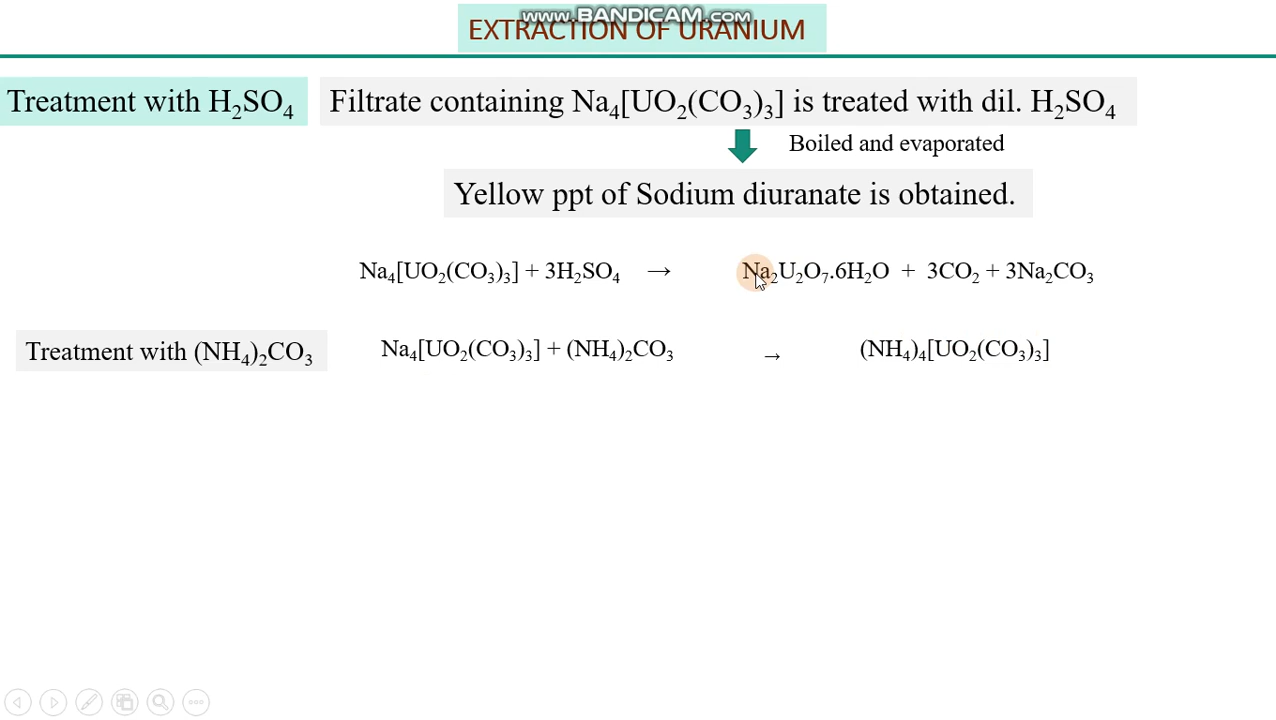 www.BANDICAM.com
EXTRACTION OF URANIUM
Treatment with H₂SO₄ Filtrate containing Na₄[UO₂(CO₃)₃] is treated with dil. H₂SO₄
Boiled and evaporated
Yellow ppt of Sodium diuranate is obtained.
Na₄[UO₂(CO₃)₃] + 3H₂SO₄ → Na₂U₂O₇.6H₂O + 3CO₂ + 3Na₂CO₃
Treatment with (NH₄)₂CO₃ Na₄[UO₂(CO₃)₃] + (NH₄)₂CO₃ → (NH₄)₄[UO₂(CO₃)₃]